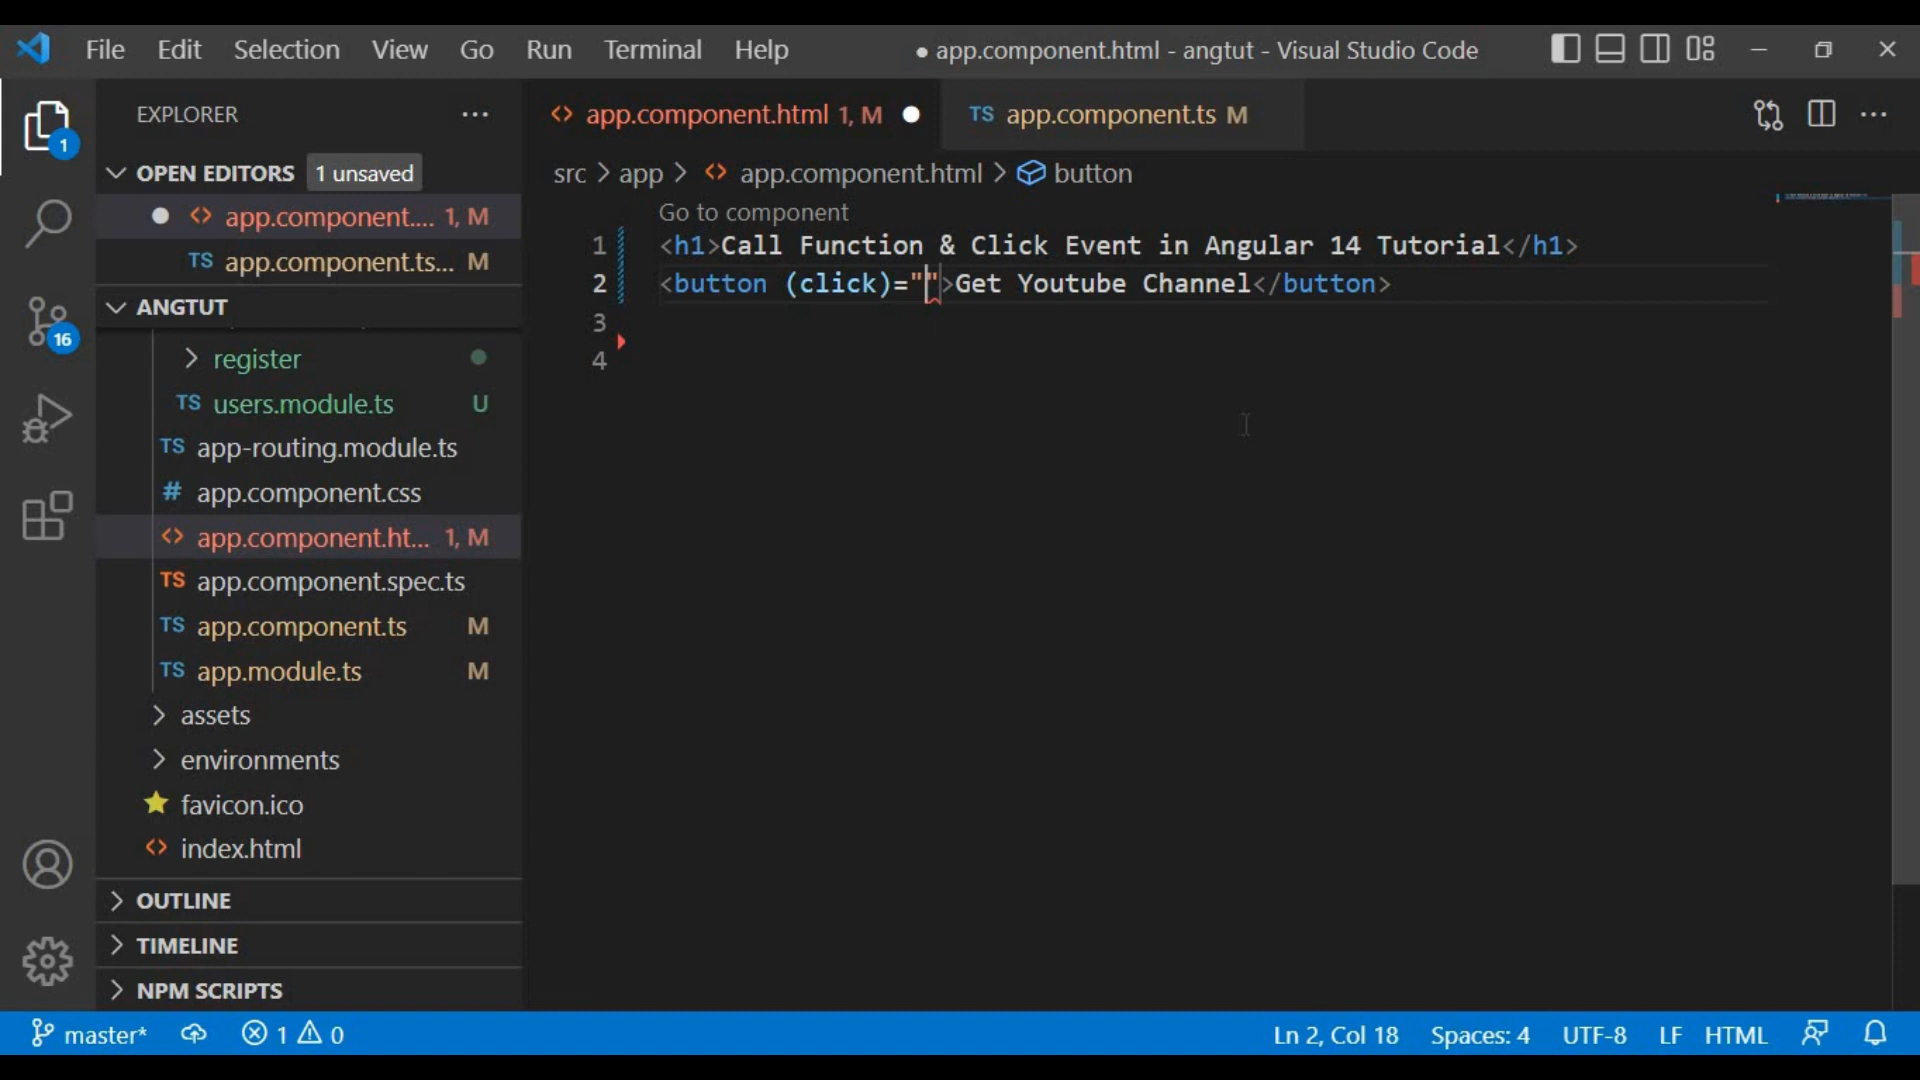 File Edit Selection View Go Run Terminal Help ● app.component.html - angtut - Visual Studio Code
EXPLORER
1
OPEN EDITORS 1 unsaved
<> app.component.... 1, M
TS app.component.ts... M
ANGTUT
16
register
TS users.module.ts U
TS app-routing.module.ts
# app.component.css
<> app.component.ht... 1, M
TS app.component.spec.ts
TS app.component.ts M
TS app.module.ts M
assets
environments
favicon.ico
<> index.html
OUTLINE
TIMELINE
NPM SCRIPTS
<> app.component.html 1, M ● TS app.component.ts M
src > app > <> app.component.html > button
Go to component
1 <h1>Call Function & Click Event in Angular 14 Tutorial</h1>
2 <button (click)="">Get Youtube Channel</button>
3
4
master* 1 0 Ln 2, Col 18 Spaces: 4 UTF-8 LF HTML